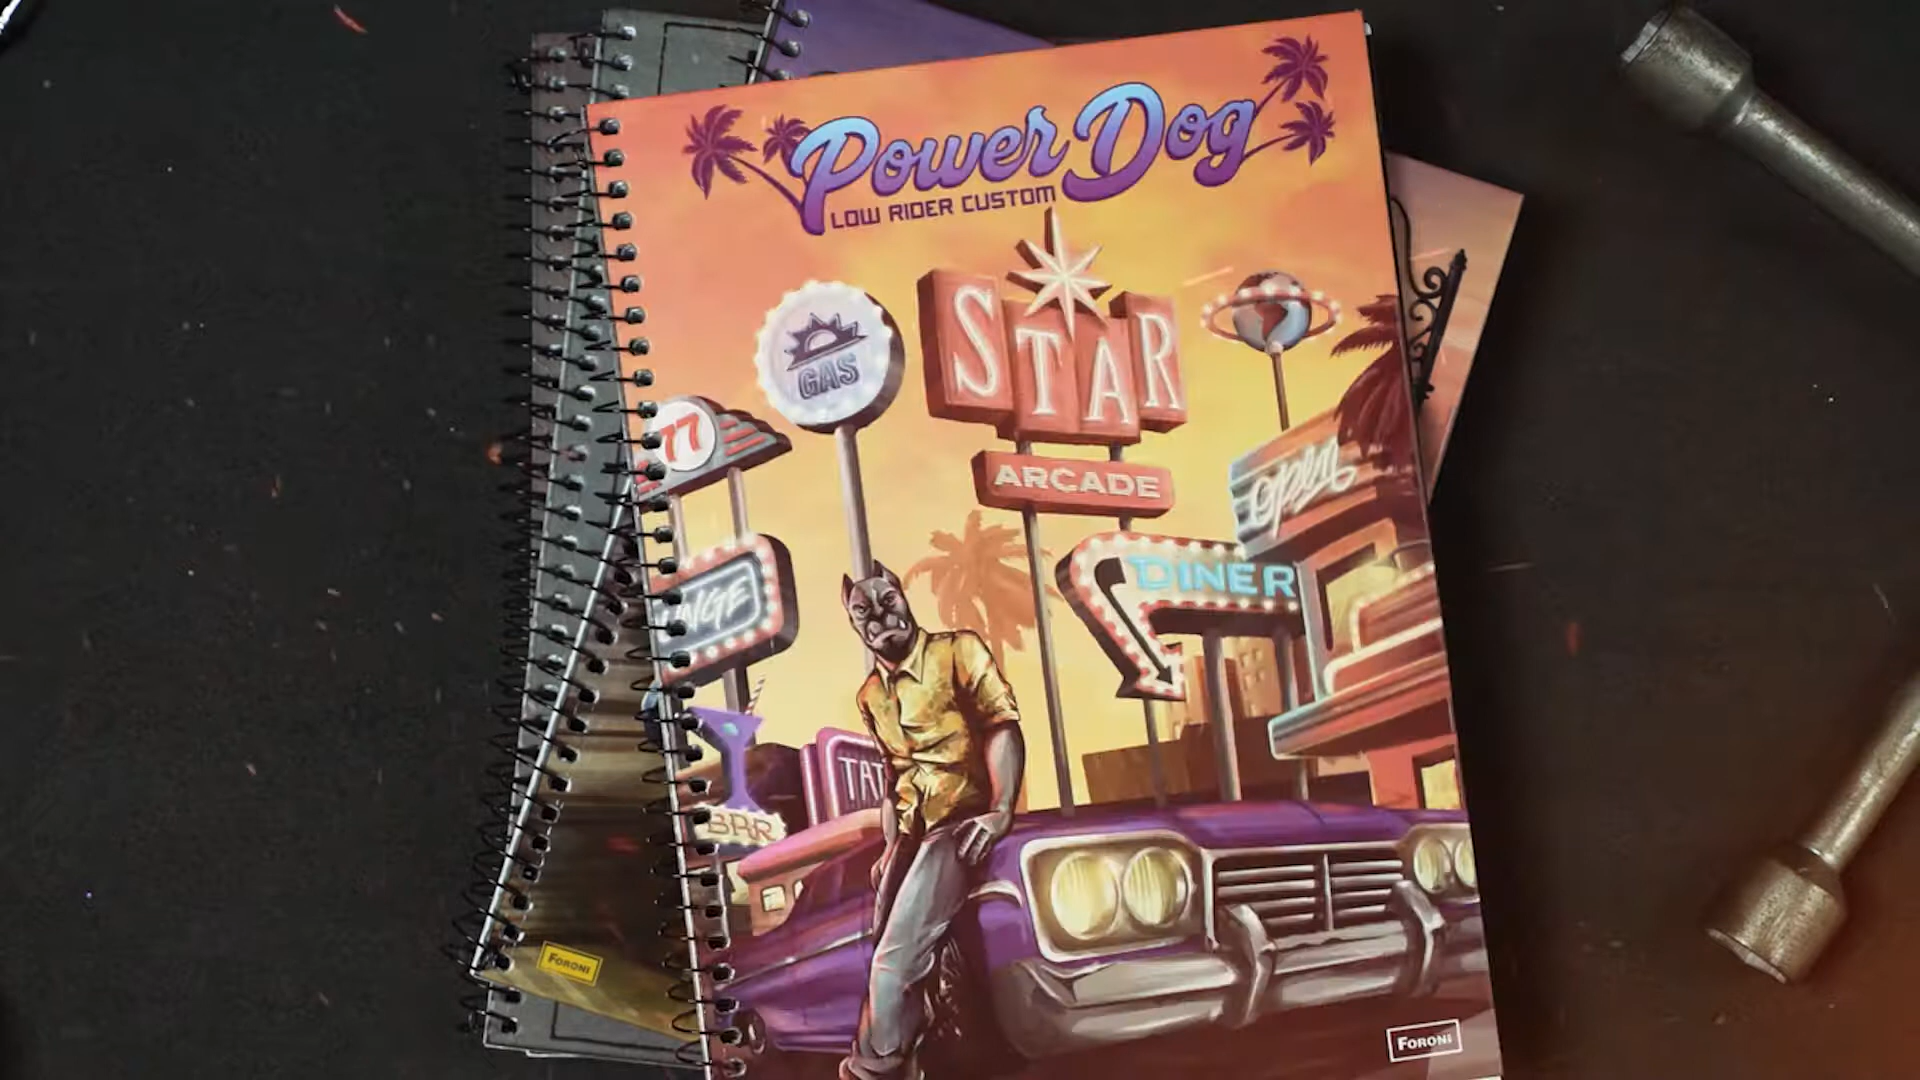 Power Dog
LOW RIDER CUSTOM
STAR
GAS
77
ARCADE
open
DINER
BAR
FORONI
FORONI